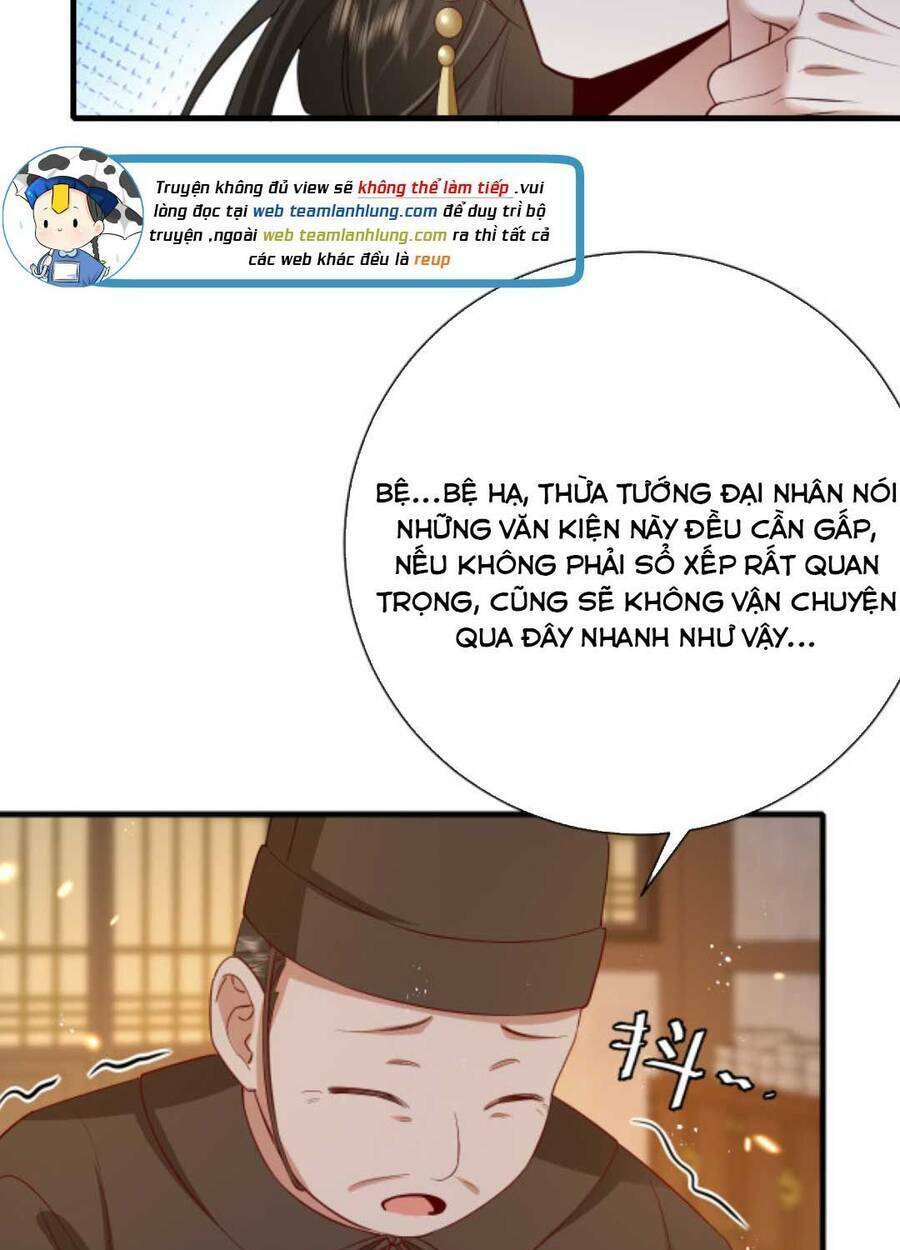 Truyện không đủ view sẽ không thể làm tiếp .vui
lòng đọc tại web teamlanhlung.com để duy trì bộ
truyện ,ngoài web teamlanhlung.com ra thì tất cả
các web khác đều là reup
BỆ...BỆ HẠ, THỪA TƯỚNG ĐẠI NHÂN NÓI
NHỮNG VĂN KIỆN NÀY ĐỀU CẦN GẤP,
NẾU KHÔNG PHẢI SỔ XẾP RẤT QUAN
TRỌNG, CŨNG SẼ KHÔNG VẬN CHUYỆN
QUA ĐÂY NHANH NHƯ VẬY...
抖~